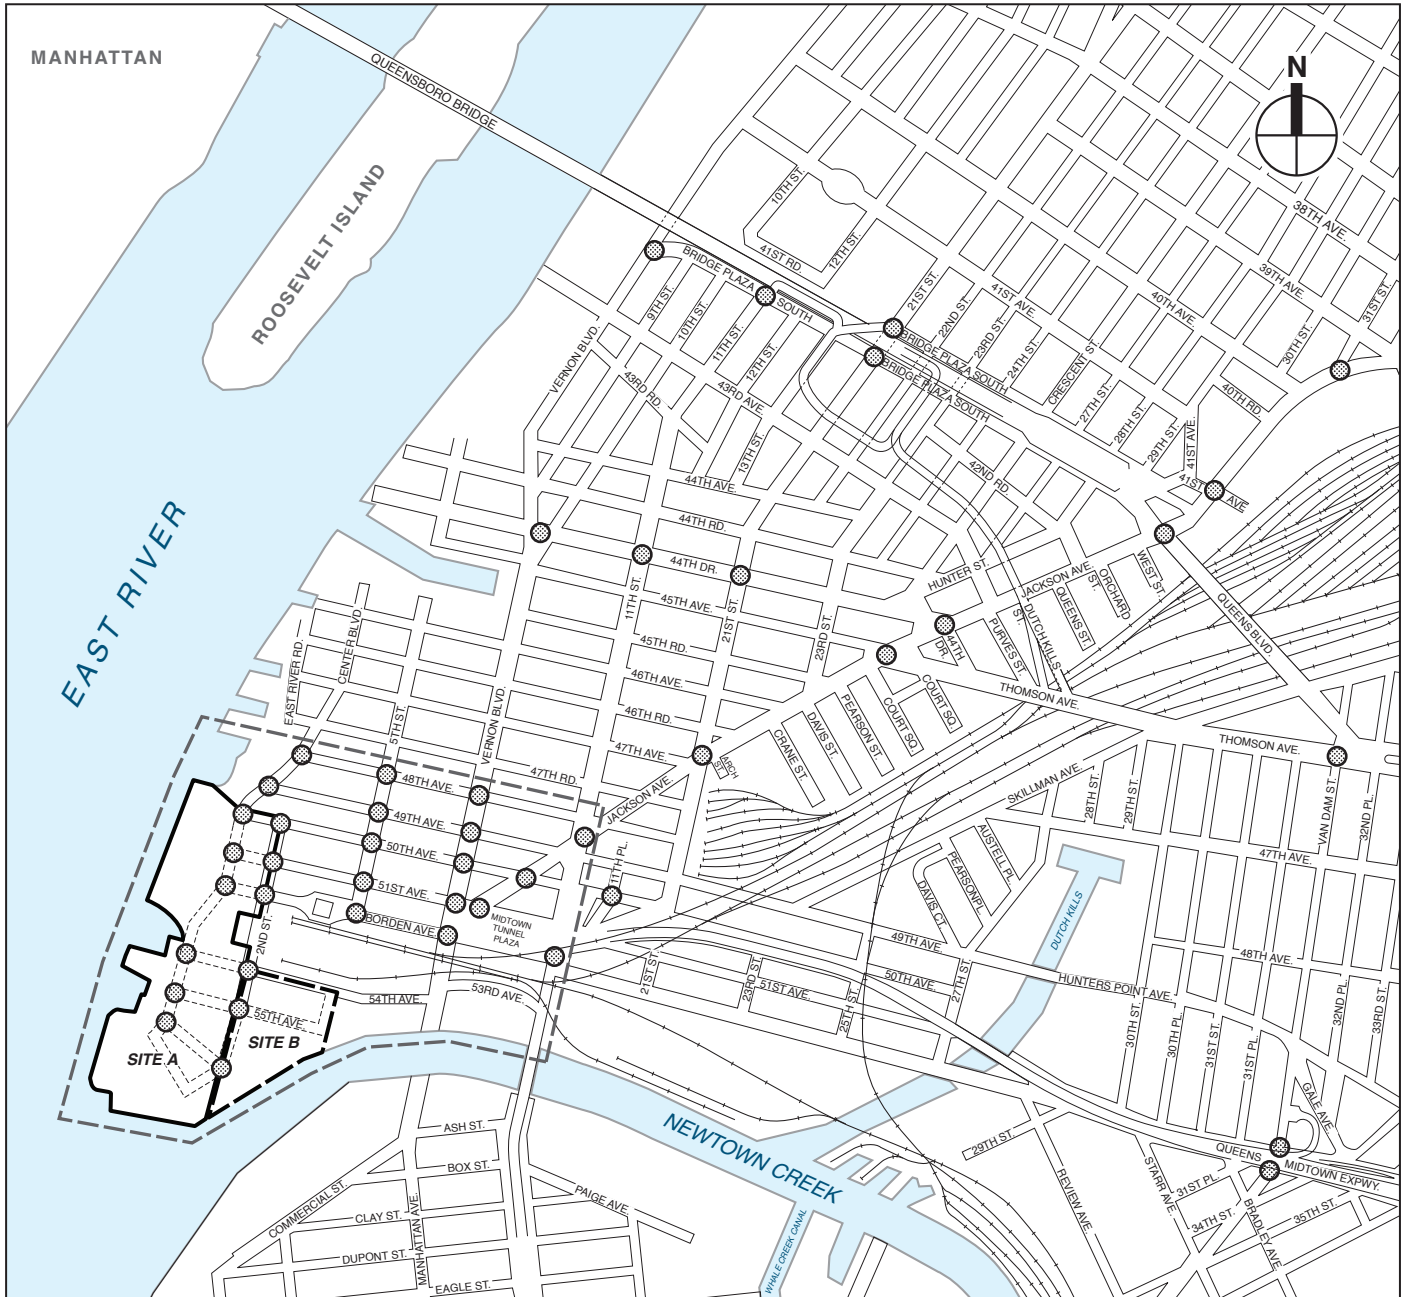 MANHATTAN
N
QUEENSBORO BRIDGE
ROOSEVELT ISLAND
EAST RIVER
10TH ST.
41ST RD.
12TH ST.
38TH AVE.
39TH AVE.
40TH AVE.
31ST ST.
30TH ST.
BRIDGE PLAZA
SOUTH
21ST ST.
22ND ST.
41ST AVE.
23RD ST.
24TH ST.
CRESCENT ST.
27TH ST.
28TH ST.
29TH ST.
40TH RD.
41ST AVE.
41ST AVE
BRIDGE PLAZA SOUTH
BRIDGE PLAZA SOUTH
9TH ST.
10TH ST.
11TH ST.
12TH ST.
VERNON BLVD.
43RD RD.
43RD AVE.
13TH ST.
42ND RD.
44TH AVE.
44TH RD.
44TH DR.
45TH AVE.
11TH ST.
21ST ST.
23RD ST.
45TH RD.
46TH AVE.
46TH RD.
47TH AVE.
47TH RD.
HUNTER ST.
JACKSON AVE.
WEST ST.
ORCHARD
ST.
QUEENS ST.
DUTCH KILLS
ST.
PURVES ST.
44TH
DR.
QUEENS BLVD.
THOMSON AVE.
THOMSON AVE.
COURT SQ.
COURT SQ.
PEARSON ST.
DAVIS ST.
CRANE ST.
ARCH
ST.
JACKSON AVE.
CENTER BLVD.
EAST RIVER RD.
5TH ST.
VERNON BLVD.
48TH AVE.
49TH AVE.
50TH AVE.
51ST AVE.
BORDEN AVE.
MIDTOWN
TUNNEL
PLAZA
11TH PL.
2ND ST.
54TH AVE.
53RD AVE.
55TH AVE.
SITE A
SITE B
SKILLMAN AVE.
28TH ST.
29TH ST.
VAN DAM ST.
32ND PL.
47TH AVE.
AUSTELL PL.
PEARSON PL.
DAVIS CT.
DUTCH KILLS
49TH AVE.
50TH AVE.
51ST AVE.
21ST ST.
23RD ST.
25TH ST.
27TH ST.
HUNTERS POINT AVE.
48TH AVE.
30TH ST.
30TH PL.
31ST ST.
31ST PL.
32ND PL.
33RD ST.
GALE AVE.
QUEENS
MIDTOWN EXPWY.
29TH ST.
REVIEW AVE.
STARR AVE.
31ST PL.
34TH ST.
BRADLEY AVE.
35TH ST.
NEWTOWN CREEK
WHALE CREEK CANAL
ASH ST.
BOX ST.
COMMERCIAL ST.
CLAY ST.
DUPONT ST.
EAGLE ST.
MANHATTAN AVE.
PAIGE AVE.